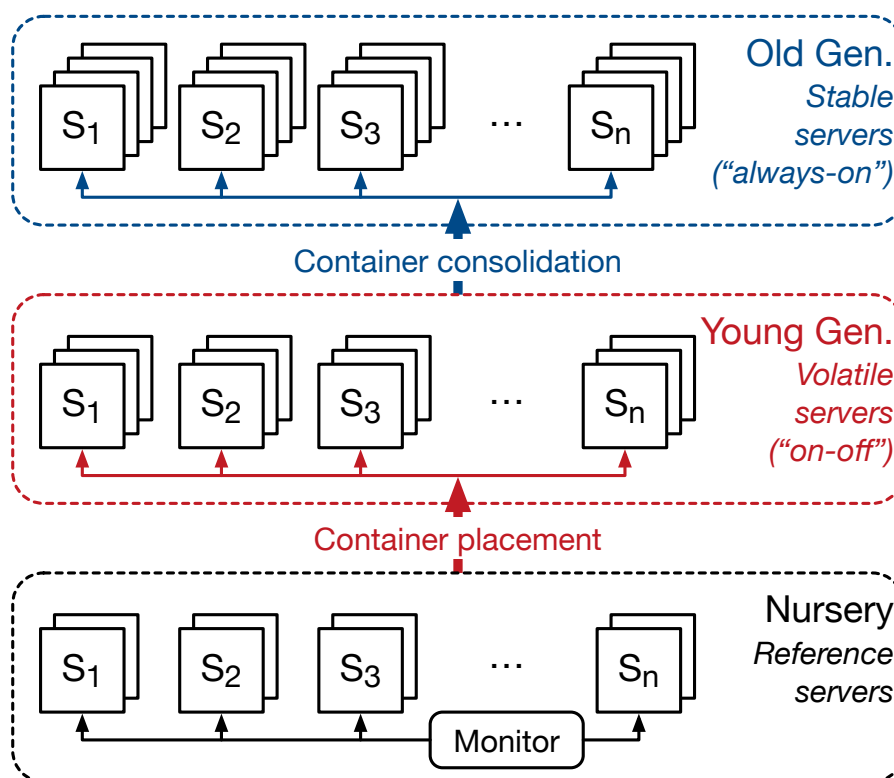 Old Gen.
Stable
servers
(“always-on”)
S1 S2 S3 ... Sn
Container consolidation
Young Gen.
Volatile
servers
(“on-off”)
S1 S2 S3 ... Sn
Container placement
Nursery
Reference
servers
S1 S2 S3 ... Sn
Monitor